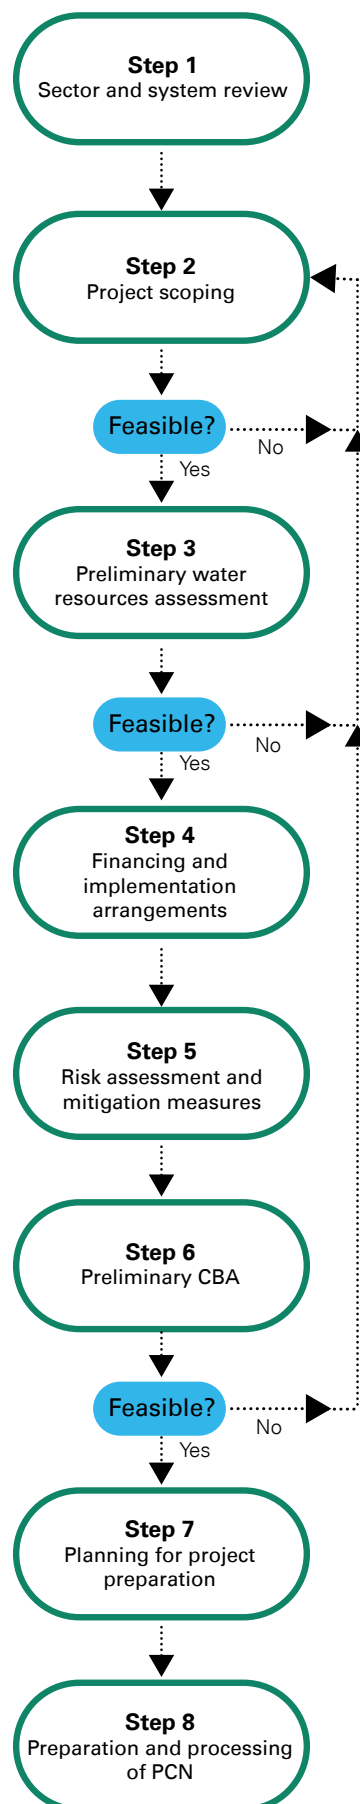 Step 1
Sector and system review
Step 2
Project scoping
Feasible?
No
Yes
Step 3
Preliminary water
resources assessment
Feasible?
No
Yes
Step 4
Financing and
implementation
arrangements
Step 5
Risk assessment and
mitigation measures
Step 6
Preliminary CBA
Feasible?
No
Yes
Step 7
Planning for project
preparation
Step 8
Preparation and processing
of PCN